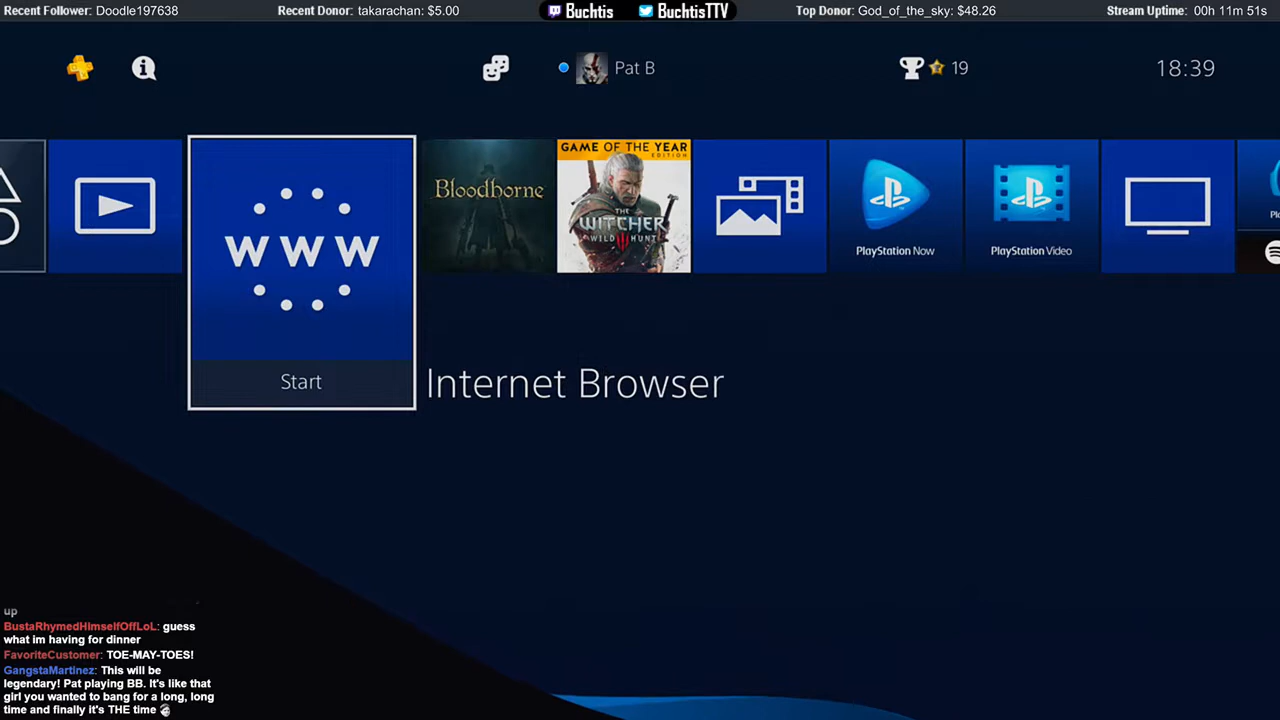 Recent Follower: Doodle197638 Recent Donor: takarachan: $5.00 Buchtis BuchtisTTV Top Donor: God_of_the_sky: $48.26 Stream Uptime: 00h 11m 51s
Pat B 19 18:39
WWW
Start
Internet Browser
Bloodborne
GAME OF THE YEAR
EDITION
THE
WITCHER
WILD HUNT
PlayStation Now
PlayStation Video
up
BustaRhymedHimselfOffLoL: guess
what im having for dinner
FavoriteCustomer: TOE-MAY-TOES!
GangstaMartinez: This will be
legendary! Pat playing BB. It's like that
girl you wanted to bang for a long, long
time and finally it's THE time